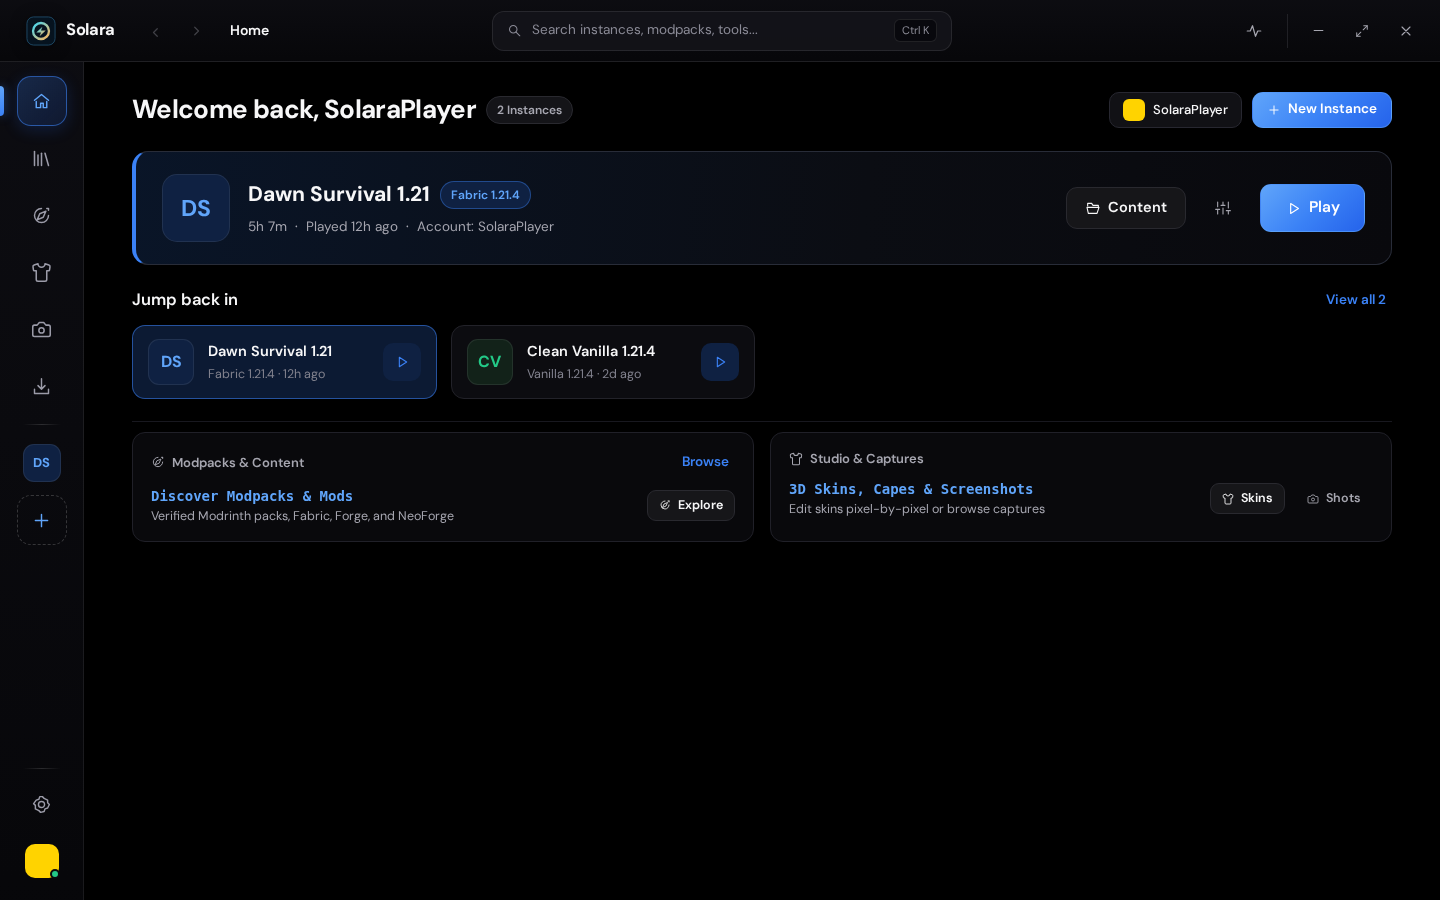 Solara
Home
Search instances, modpacks, tools...
Ctrl K
Welcome back, SolaraPlayer
2 Instances
SolaraPlayer
New Instance
DS
Dawn Survival 1.21
Fabric 1.21.4
5h 7m · Played 12h ago · Account: SolaraPlayer
Content
Play
Jump back in
View all 2
DS
Dawn Survival 1.21
Fabric 1.21.4 · 12h ago
CV
Clean Vanilla 1.21.4
Vanilla 1.21.4 · 2d ago
DS
Modpacks & Content
Browse
Discover Modpacks & Mods
Verified Modrinth packs, Fabric, Forge, and NeoForge
Explore
Studio & Captures
3D Skins, Capes & Screenshots
Edit skins pixel-by-pixel or browse captures
Skins
Shots